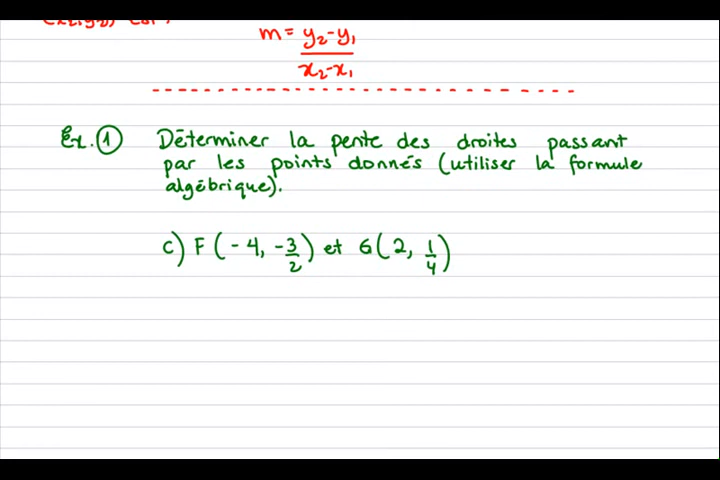 m = y₂-y₁
x₂-x₁
Ex. ① Déterminer la pente des droites passant
par les points donnés (utiliser la formule
algébrique).
c) F(-4, -3/2) et G(2, 1/4)